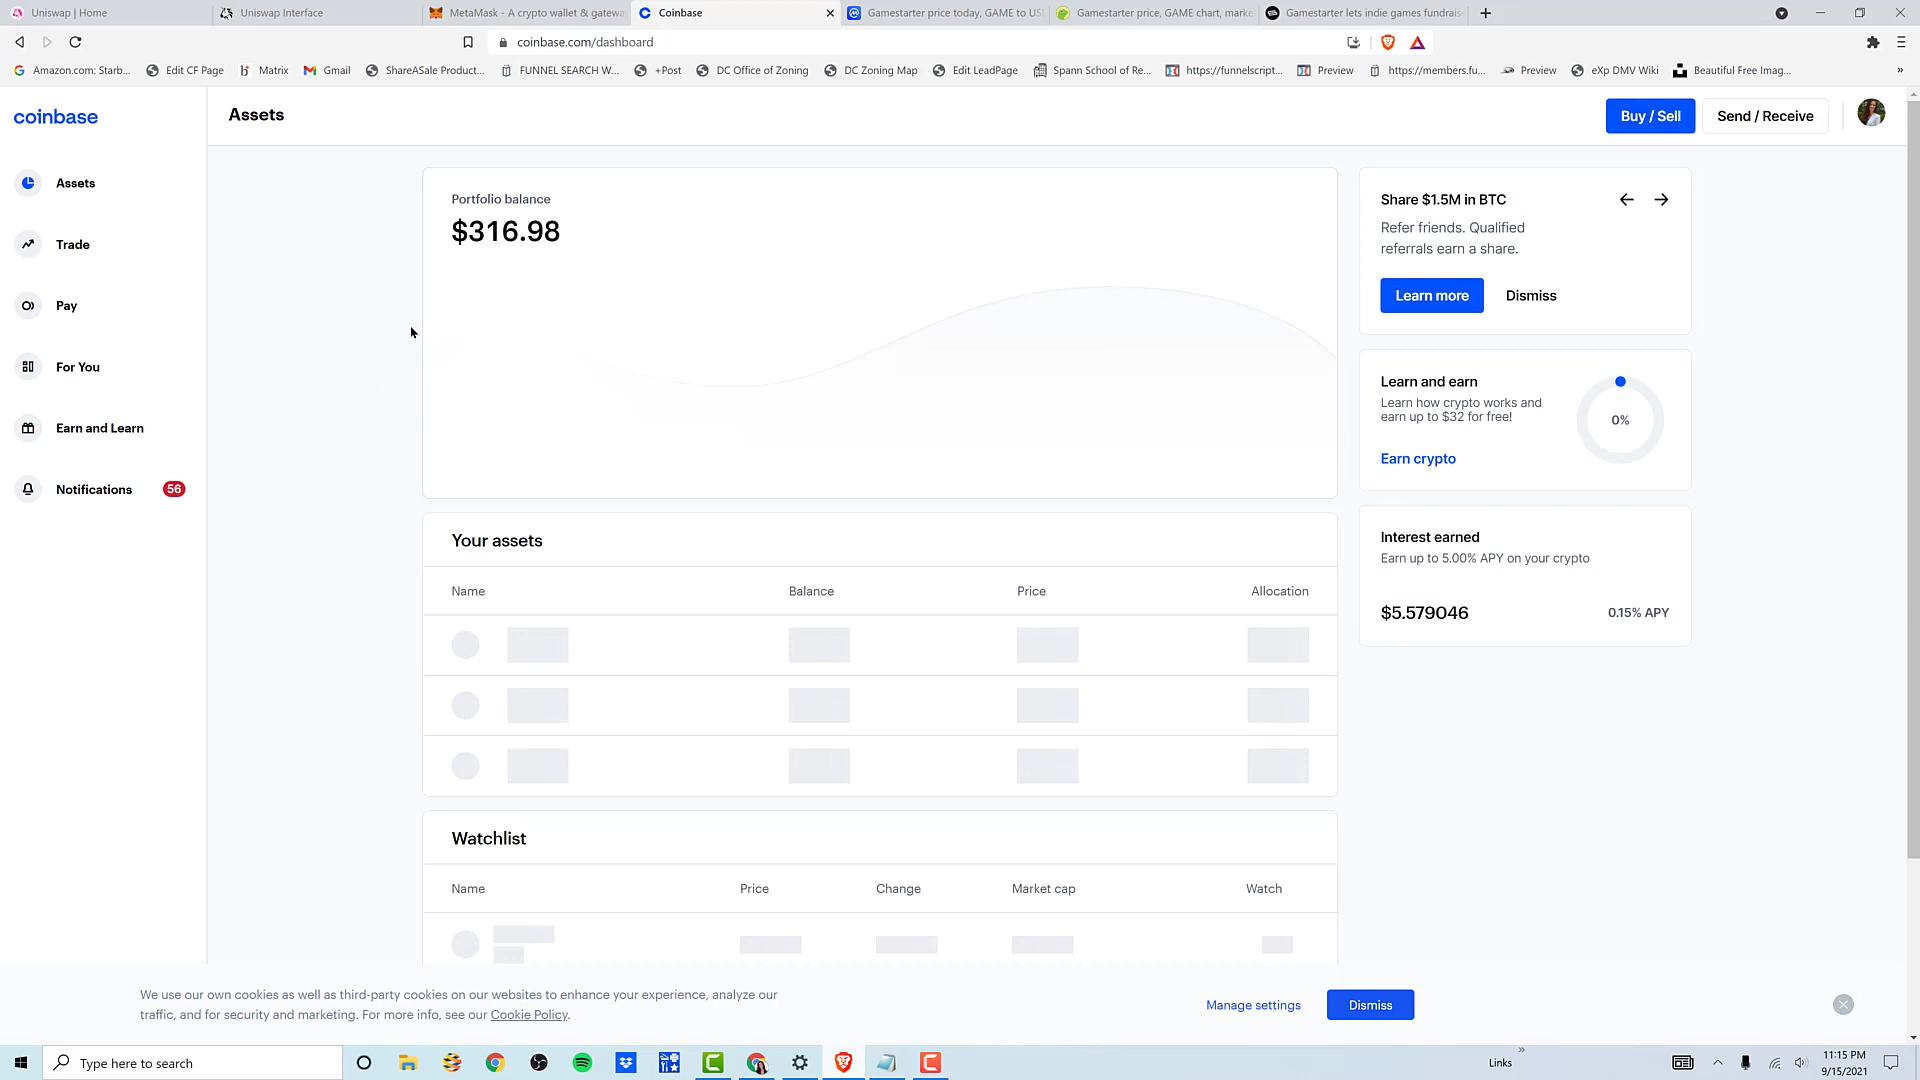 Uniswap | Home
Uniswap Interface
MetaMask - A crypto wallet & gatewa
Coinbase
Gamestarter price today, GAME to US
Gamestarter price, GAME chart, marke
Gamestarter lets indie games fundrais
coinbase.com/dashboard
Amazon.com: Starb...
Edit CF Page
Matrix
Gmail
ShareASale Product...
FUNNEL SEARCH W...
+Post
DC Office of Zoning
DC Zoning Map
Edit LeadPage
Spann School of Re...
https://funnelscript...
Preview
https://members.fu...
Preview
eXp DMV Wiki
Beautiful Free Imag...
coinbase
Assets
Buy / Sell
Send / Receive
Assets
Trade
Pay
For You
Earn and Learn
Notifications
56
Portfolio balance
$316.98
Share $1.5M in BTC
Refer friends. Qualified
referrals earn a share.
Learn more
Dismiss
Learn and earn
Learn how crypto works and
earn up to $32 for free!
0%
Earn crypto
Interest earned
Earn up to 5.00% APY on your crypto
$5.579046
0.15% APY
Your assets
Name Balance Price Allocation
Watchlist
Name Price Change Market cap Watch
We use our own cookies as well as third-party cookies on our websites to enhance your experience, analyze our
traffic, and for security and marketing. For more info, see our Cookie Policy.
Manage settings
Dismiss
Type here to search
Links
11:15 PM
9/15/2021